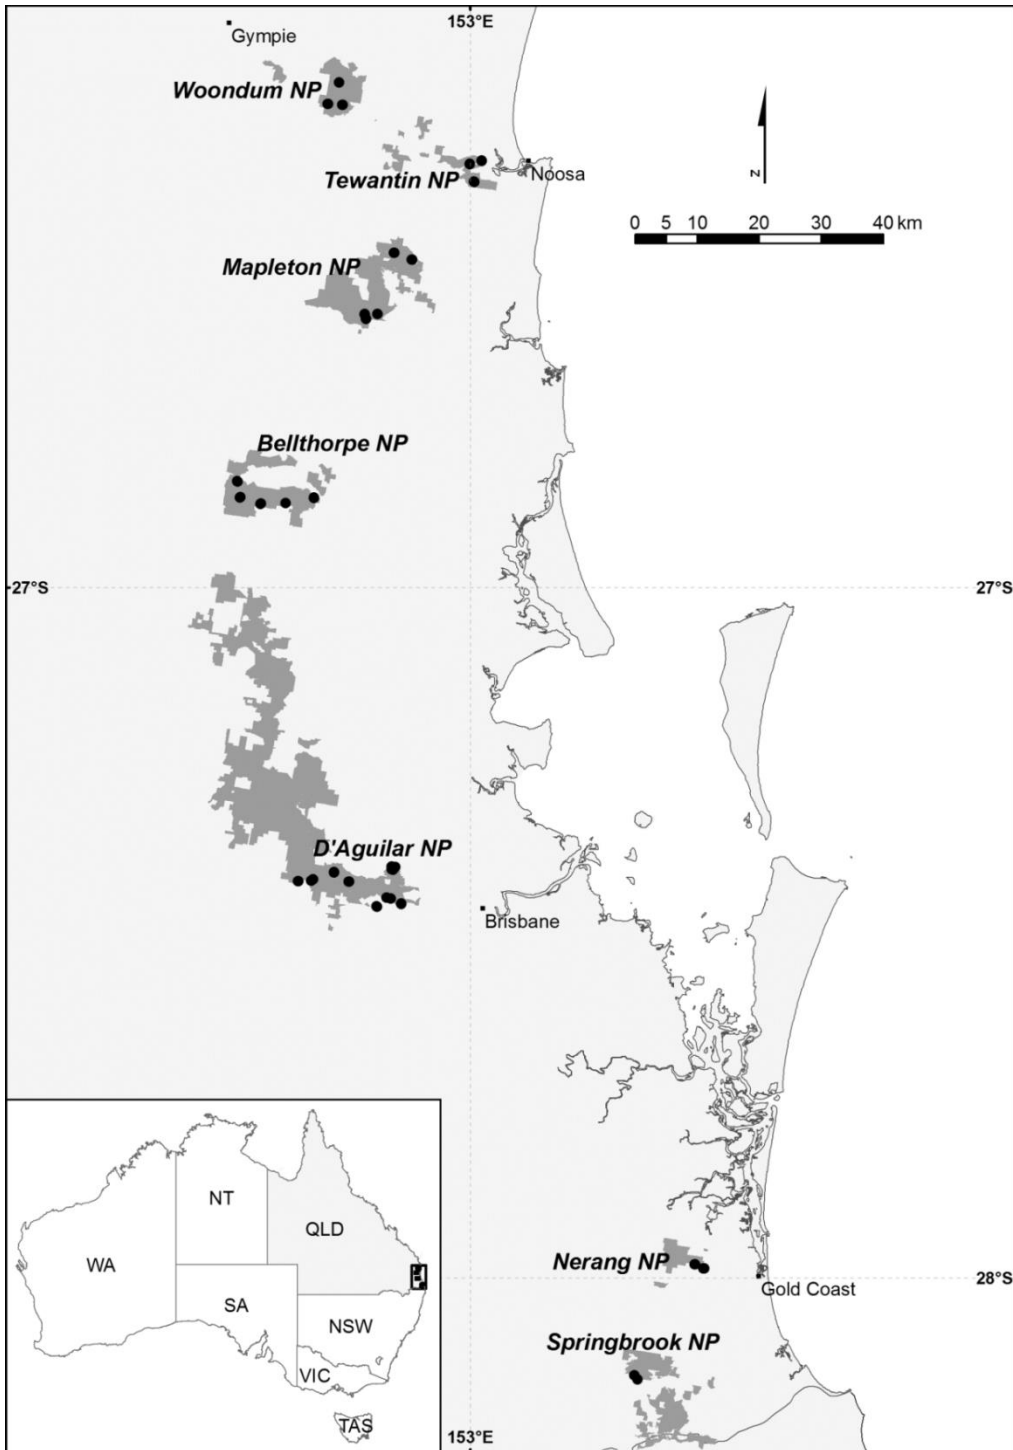 153°E
Gympie
Woondum NP
Noosa
Tewantin NP
z
0 5 10 20 30 40 km
Mapleton NP
Bellthorpe NP
27°S 27°S
D'Aguilar NP
Brisbane
NT
QLD
WA
SA
NSW
VIC
TAS
Nerang NP
28°S
Gold Coast
Springbrook NP
153°E